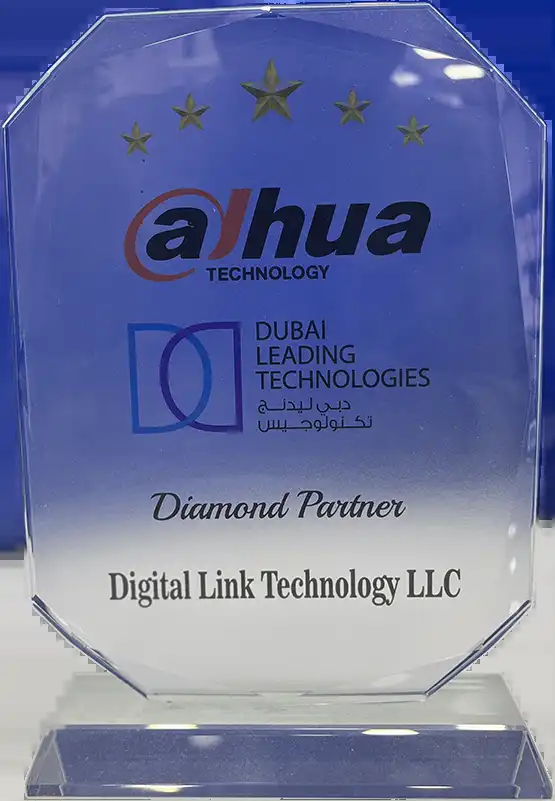 alhua
TECHNOLOGY
DUBAI
LEADING
TECHNOLOGIES
دبي ليدنج
تكنولوجيس
Diamond Partner
Digital Link Technology LLC